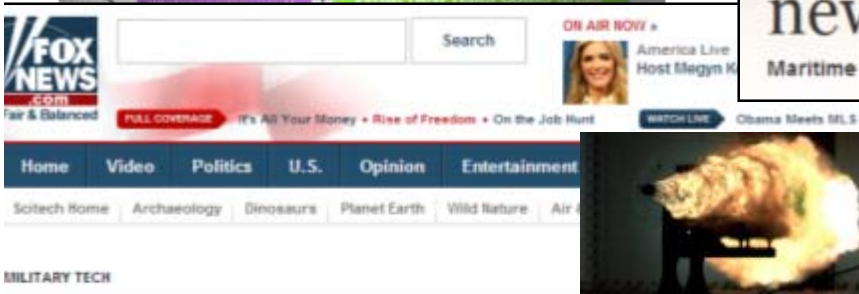 new
FOX
NEWS
.com
Fair & Balanced
Search
ON AIR NOW »
America Live
Host Megyn K
Maritime
FULL COVERAGE
It's All Your Money • Rise of Freedom • On the Job Hunt
WATCH LIVE
Obama Meets MLS
Home Video Politics U.S. Opinion Entertainment
Scitech Home Archaeology Dinosaurs Planet Earth Wild Nature Air
MILITARY TECH